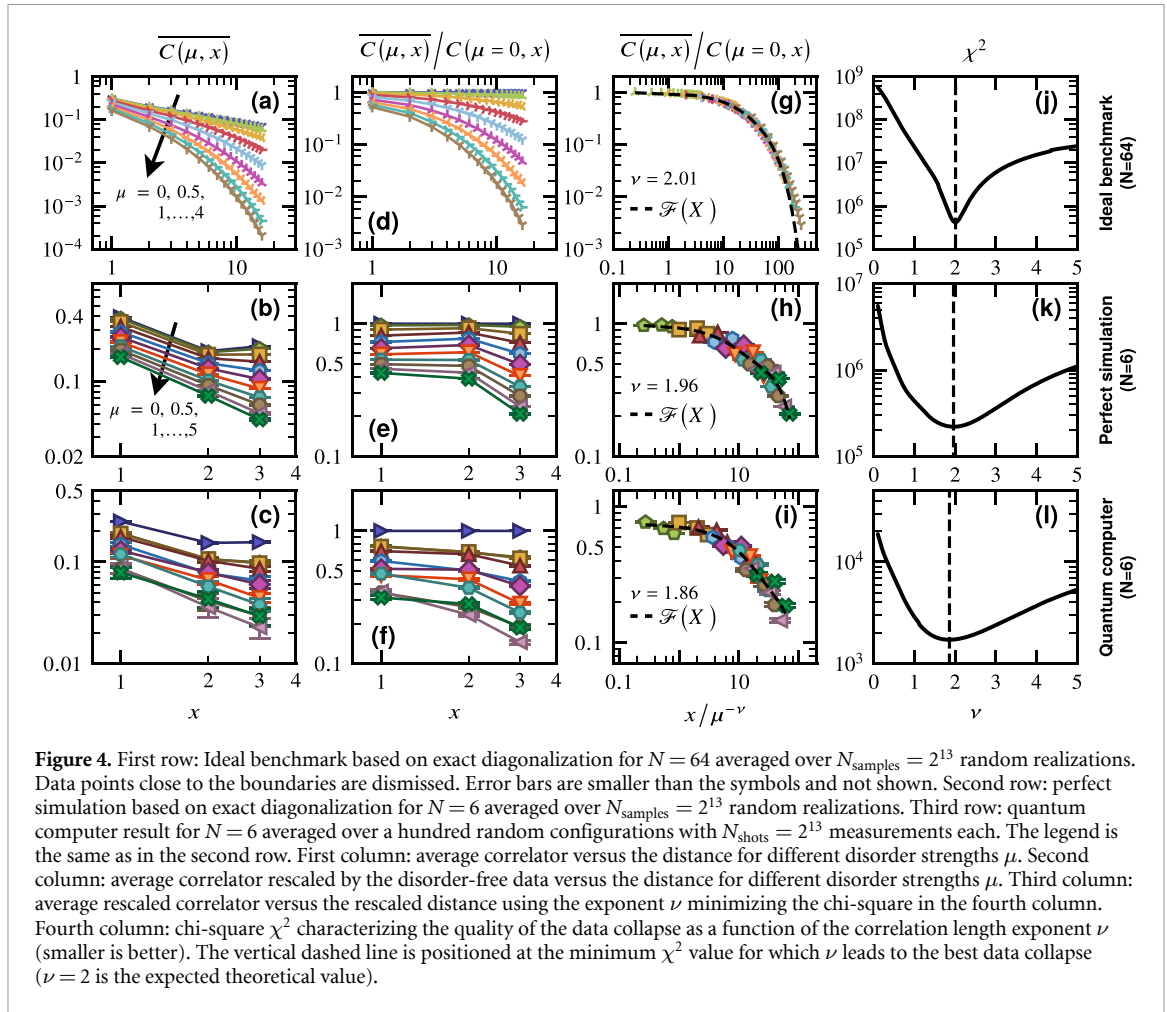 C(μ, x)
C(μ, x) / C(μ = 0, x)
C(μ, x) / C(μ = 0, x)
χ²
1
10⁻¹
10⁻²
10⁻³
10⁻⁴
(a)
μ = 0, 0.5,
1,...,4
1
10
1
10⁻¹
10⁻²
10⁻³
(d)
1
10
1
10⁻¹
10⁻²
10⁻³
(g)
ν = 2.01
ℱ(X)
0.1
1
10
100
10⁹
10⁸
10⁷
10⁶
10⁵
(j)
0 1 2 3 4 5
Ideal benchmark
(N=64)
0.4
0.1
0.02
(b)
μ = 0, 0.5,
1,...,5
1 2 3 4
1
0.5
0.1
(e)
1 2 3 4
1
0.5
0.1
(h)
ν = 1.96
ℱ(X)
0.1 10
10⁷
10⁶
10⁵
(k)
0 1 2 3 4 5
Perfect simulation
(N=6)
0.5
0.1
0.01
(c)
1 2 3 4
x
1
0.5
0.1
(f)
1 2 3 4
x
1
0.5
0.1
(i)
ν = 1.86
ℱ(X)
0.1 10
x/μ⁻ᵛ
10⁴
10³
(l)
0 1 2 3 4 5
ν
Quantum computer
(N=6)
Figure 4. First row: Ideal benchmark based on exact diagonalization for N = 64 averaged over Nsamples = 2¹³ random realizations.
Data points close to the boundaries are dismissed. Error bars are smaller than the symbols and not shown. Second row: perfect
simulation based on exact diagonalization for N = 6 averaged over Nsamples = 2¹³ random realizations. Third row: quantum
computer result for N = 6 averaged over a hundred random configurations with Nshots = 2¹³ measurements each. The legend is
the same as in the second row. First column: average correlator versus the distance for different disorder strengths μ. Second
column: average correlator rescaled by the disorder-free data versus the distance for different disorder strengths μ. Third column:
average rescaled correlator versus the rescaled distance using the exponent ν minimizing the chi-square in the fourth column.
Fourth column: chi-square χ² characterizing the quality of the data collapse as a function of the correlation length exponent ν
(smaller is better). The vertical dashed line is positioned at the minimum χ² value for which ν leads to the best data collapse
(ν = 2 is the expected theoretical value).